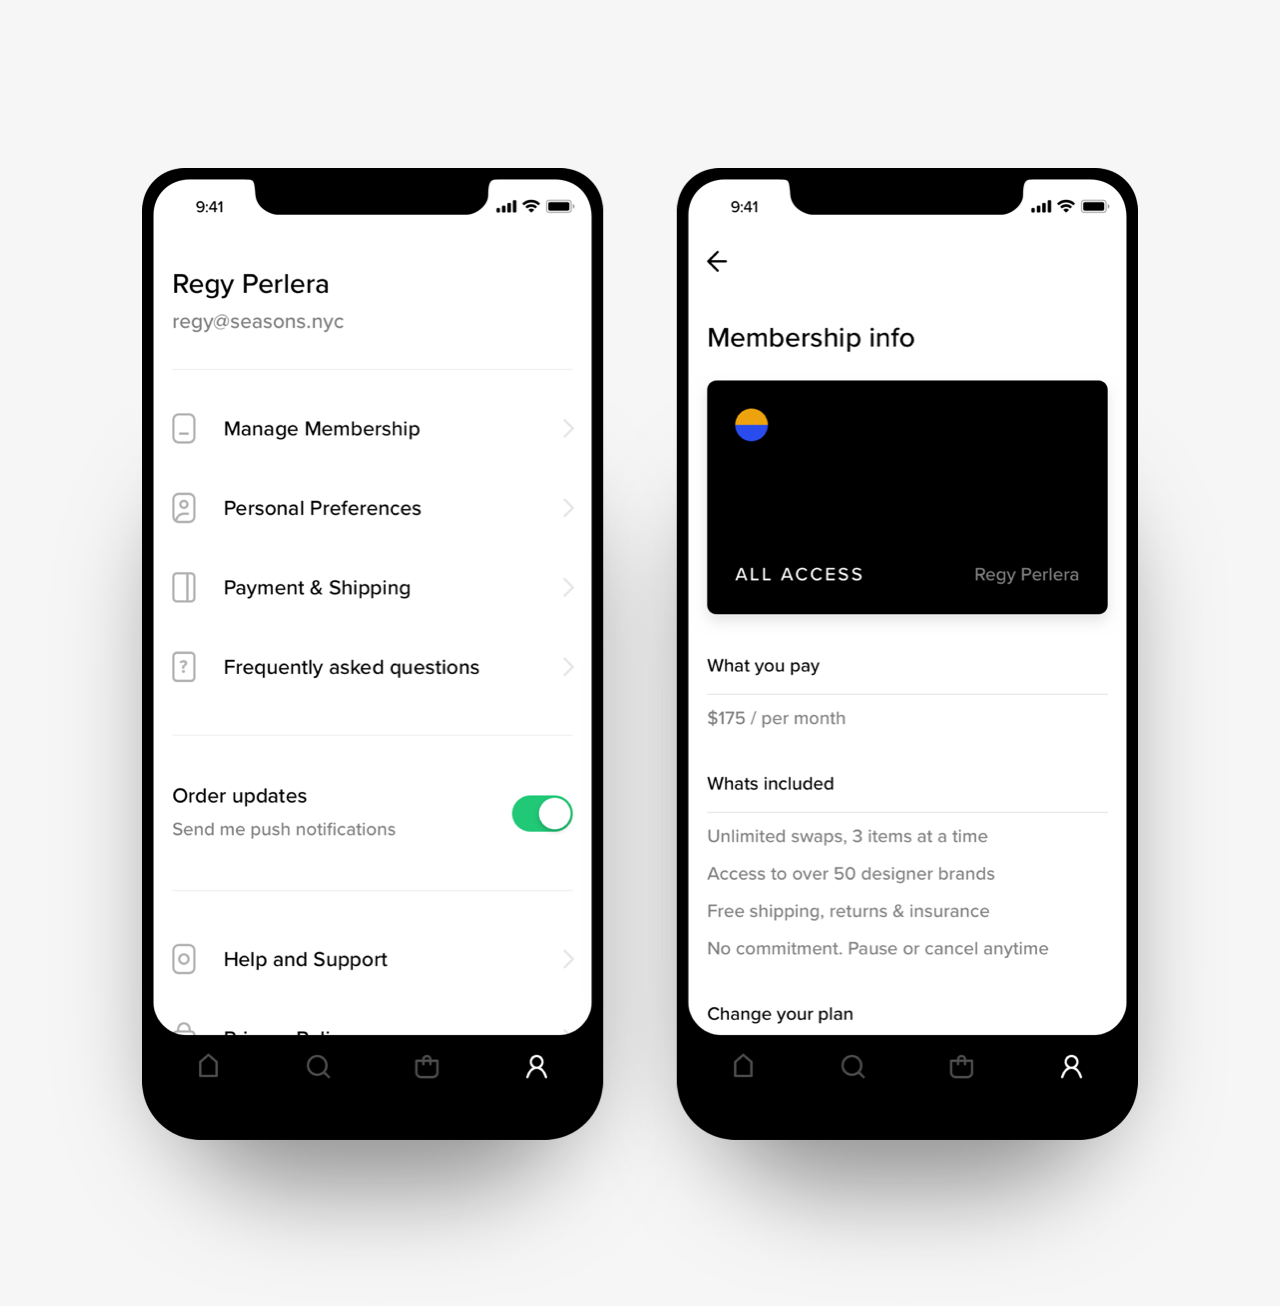 9:41
Regy Perlera
regy@seasons.nyc
Manage Membership
Personal Preferences
Payment & Shipping
?
Frequently asked questions
Order updates
Send me push notifications
Help and Support
9:41
Membership info
ALL ACCESS
Regy Perlera
What you pay
$175 / per month
Whats included
Unlimited swaps, 3 items at a time
Access to over 50 designer brands
Free shipping, returns & insurance
No commitment. Pause or cancel anytime
Change your plan